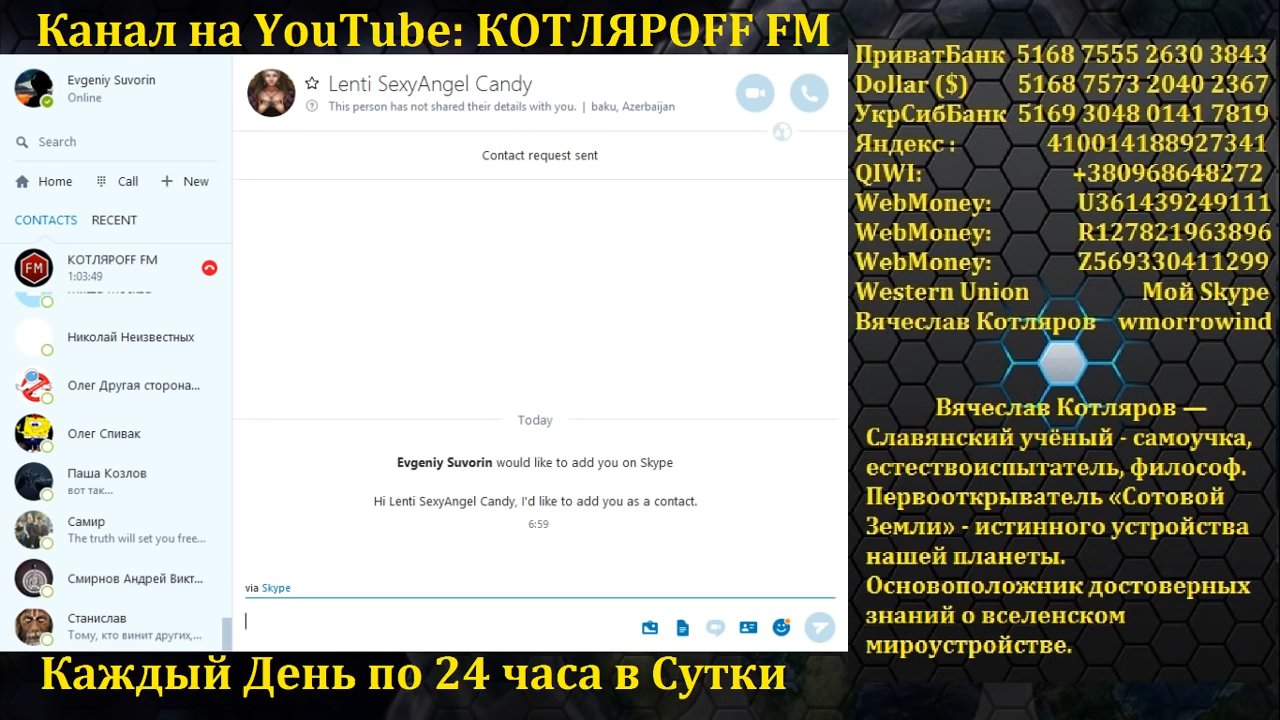 Канал на YouTube: КОТЛЯРOFF FM
Evgeniy Suvorin
Online
Search
Home
Call
New
CONTACTS
RECENT
КОТЛЯРOFF FM
1:03:49
Николай Неизвестных
Олег Другая сторона...
Олег Спивак
Паша Козлов
вот так...
Самир
The truth will set you free...
Смирнов Андрей Викт...
Станислав
Тому, кто винит других,...
Lenti SexyAngel Candy
This person has not shared their details with you. | baku, Azerbaijan
Contact request sent
Today
Evgeniy Suvorin would like to add you on Skype
Hi Lenti SexyAngel Candy, I'd like to add you as a contact.
6:59
via Skype
ПриватБанк 5168 7555 2630 3843
Dollar ($) 5168 7573 2040 2367
УкрСибБанк 5169 3048 0141 7819
Яндекс : 410014188927341
QIWI: +380968648272
WebMoney: U361439249111
WebMoney: R127821963896
WebMoney: Z569330411299
Western Union Мой Skype
Вячеслав Котляров wmorrowind
Вячеслав Котляров —
Славянский учёный - самоучка,
естествоиспытатель, философ.
Первооткрыватель «Сотовой
Земли» - истинного устройства
нашей планеты.
Основоположник достоверных
знаний о вселенском
мироустройстве.
Каждый День по 24 часа в Сутки